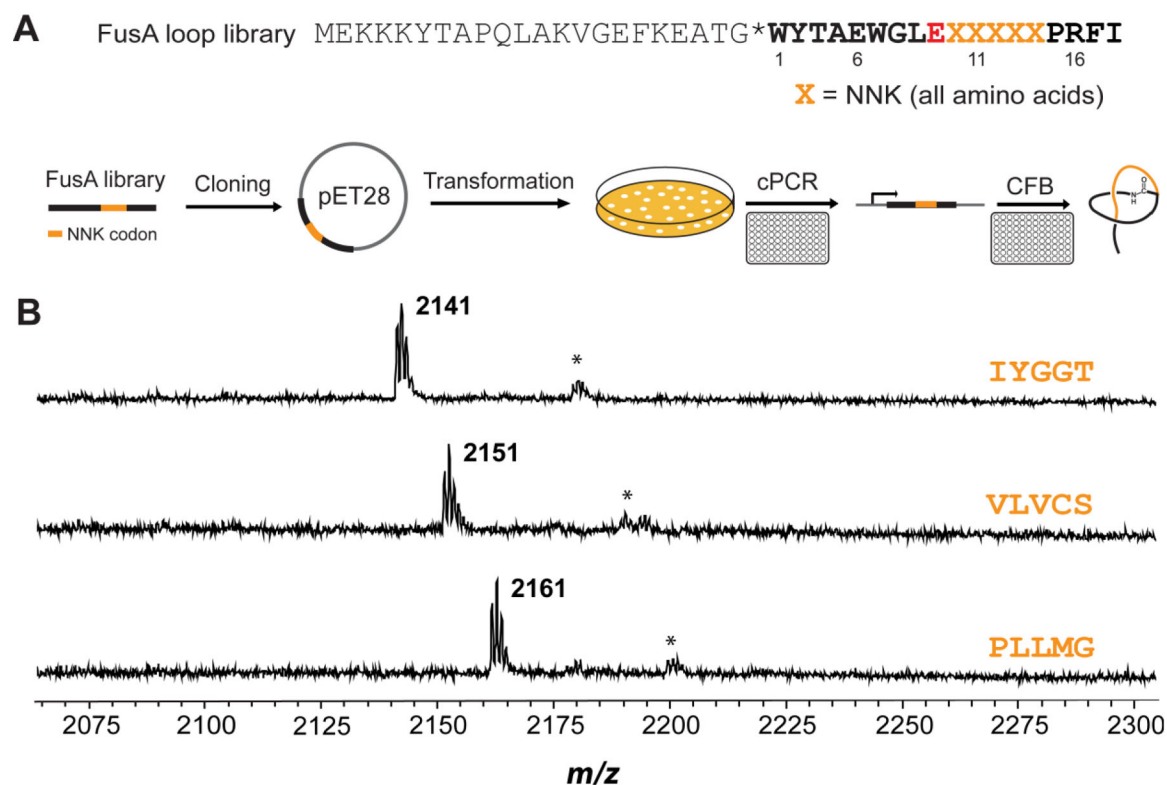 A
FusA loop library MEKKKYTAPQLAKVGEFKEATG*WYTAEWGLEXXXXXPRFI
1 6 11 16
X = NNK (all amino acids)
FusA library
NNK codon
Cloning
pET28
Transformation
cPCR
CFB
O
N
H
B
2141
*
IYGGT
2151
*
VLVCS
2161
*
PLLMG
2075 2100 2125 2150 2175 2200 2225 2250 2275 2300
m/z